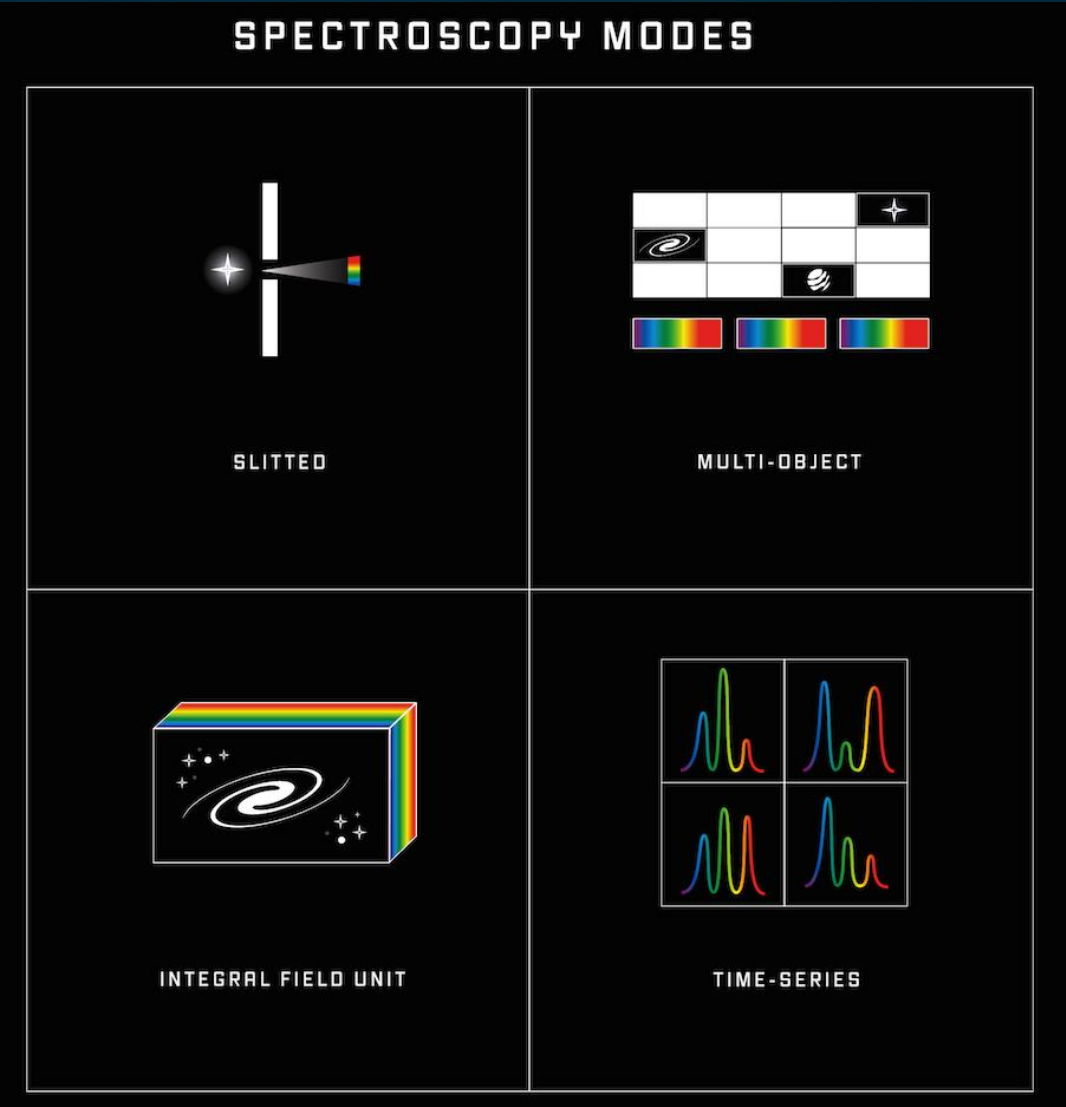 SPECTROSCOPY MODES
SLITTED
MULTI-OBJECT
INTEGRAL FIELD UNIT
TIME-SERIES